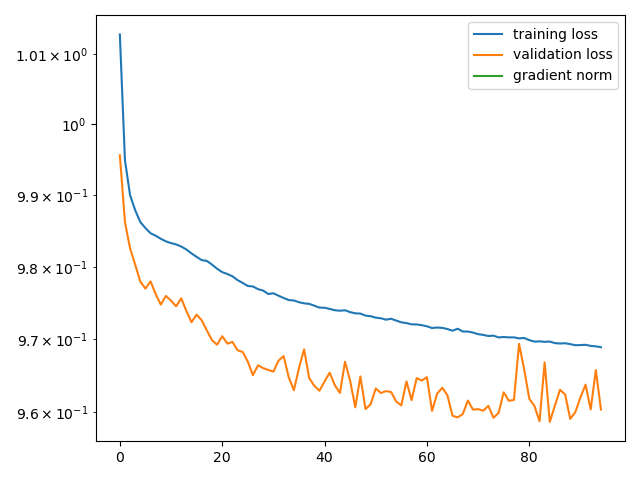 training loss
validation loss
gradient norm
1.01 × 10⁰
10⁰
9.9 × 10⁻¹
9.8 × 10⁻¹
9.7 × 10⁻¹
9.6 × 10⁻¹
0 20 40 60 80